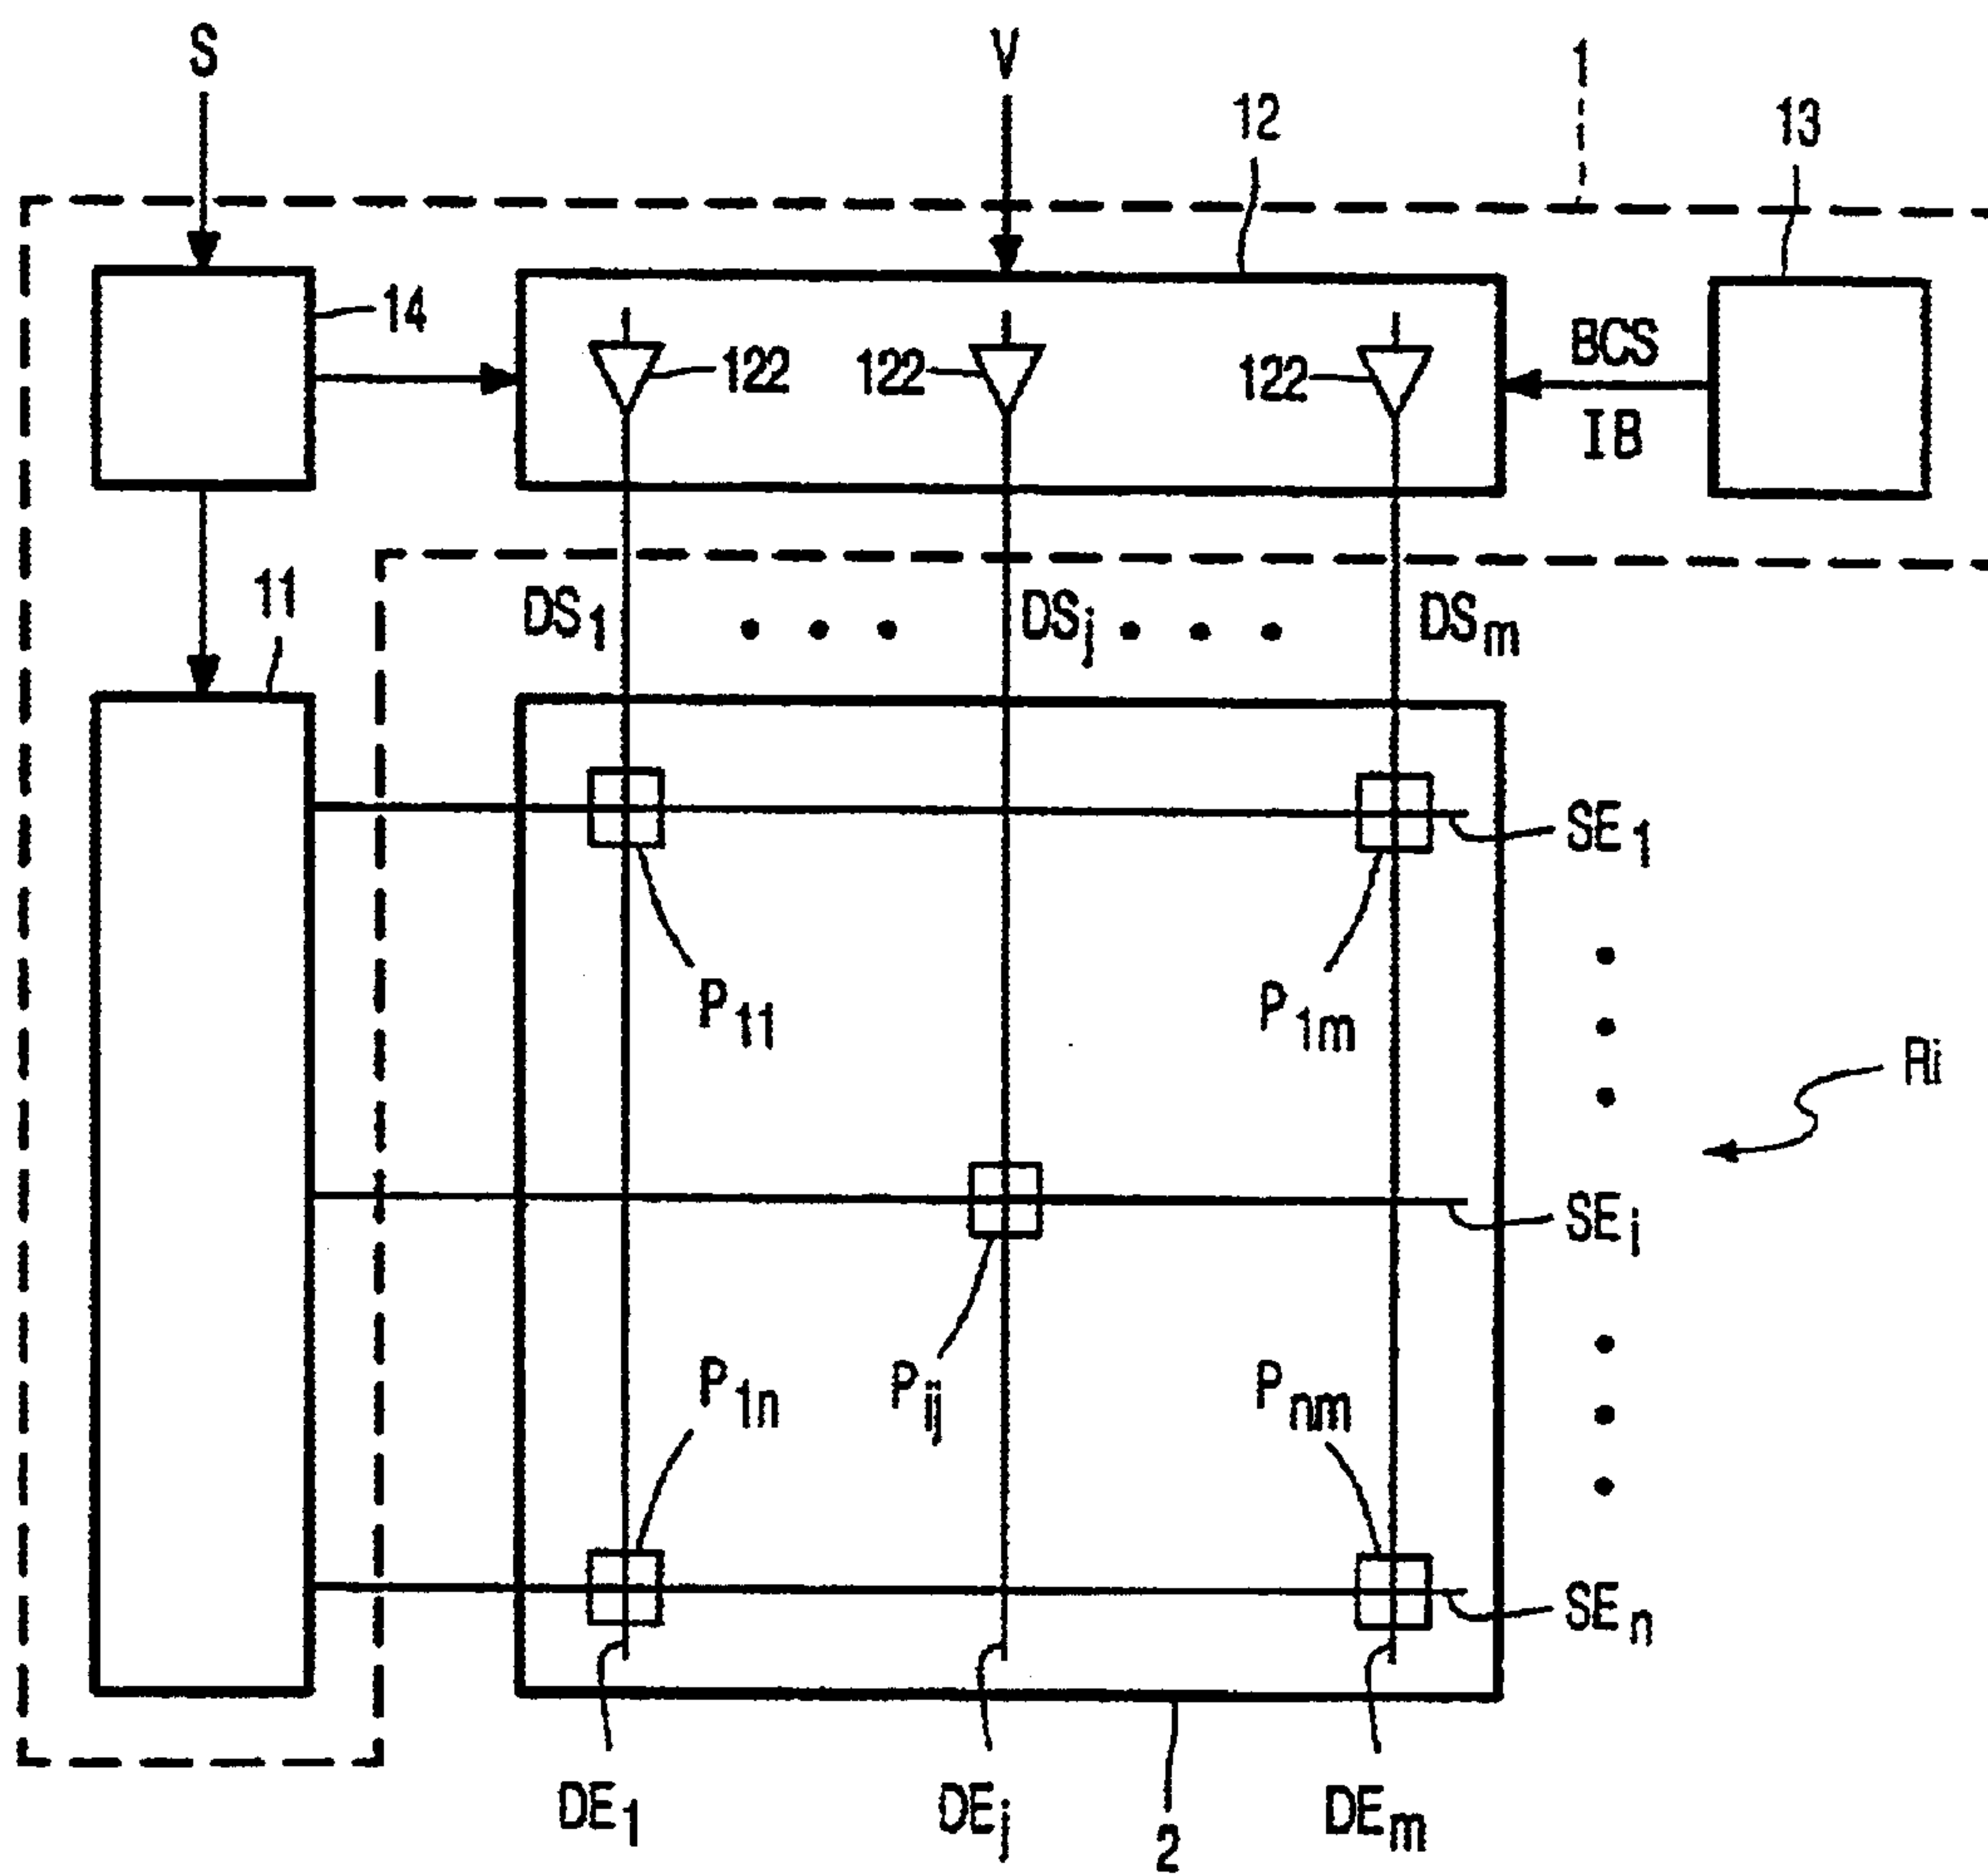 S
V
1
12
13
14
122
122
122
BCS
IB
11
DS1
DSj
DSm
SE1
P11
P1m
Ri
SEi
P1n
Pij
Pnm
SEn
DE1
DEj
DEm
2